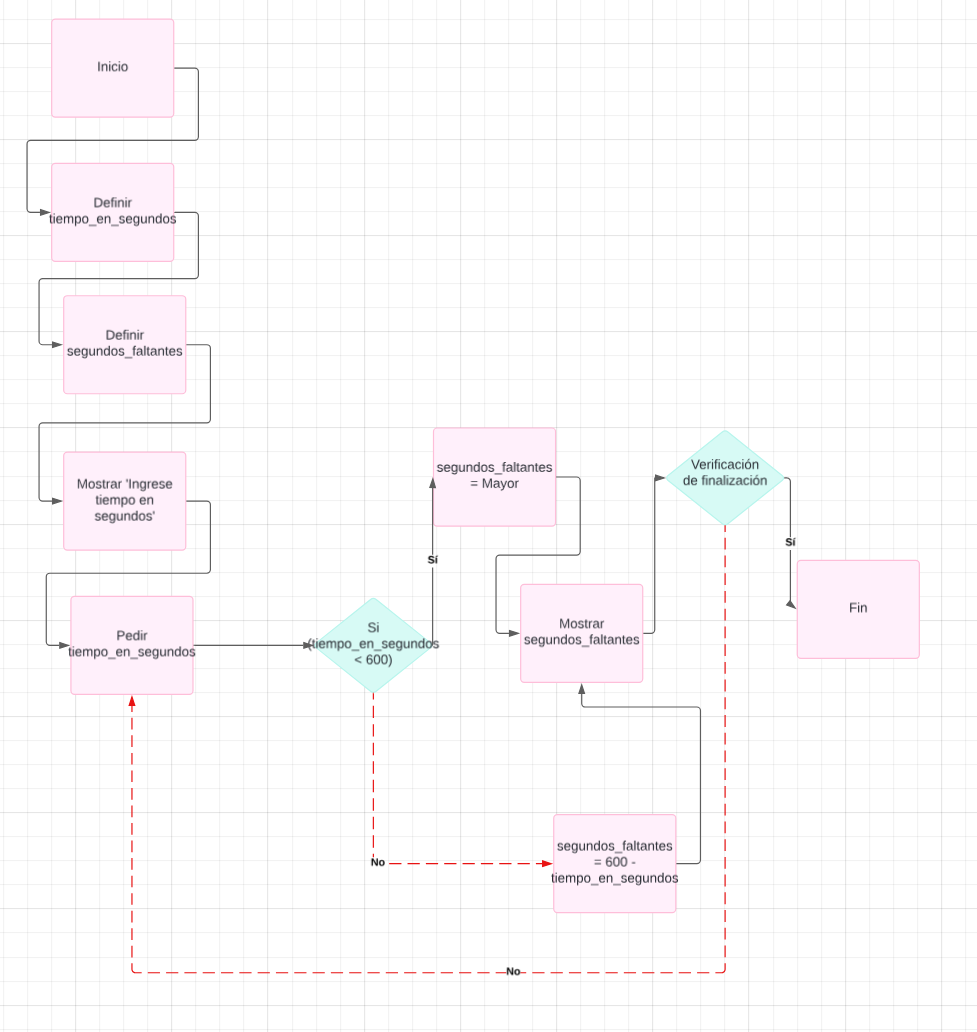 Inicio
Definir
tiempo_en_segundos
Definir
segundos_faltantes
Mostrar 'Ingrese
tiempo en
segundos'
Pedir
tiempo_en_segundos
Si
(tiempo_en_segundos
< 600)
Sí
segundos_faltantes
= Mayor
No
segundos_faltantes
= 600 -
tiempo_en_segundos
Mostrar
segundos_faltantes
Verificación
de finalización
Sí
Fin
No